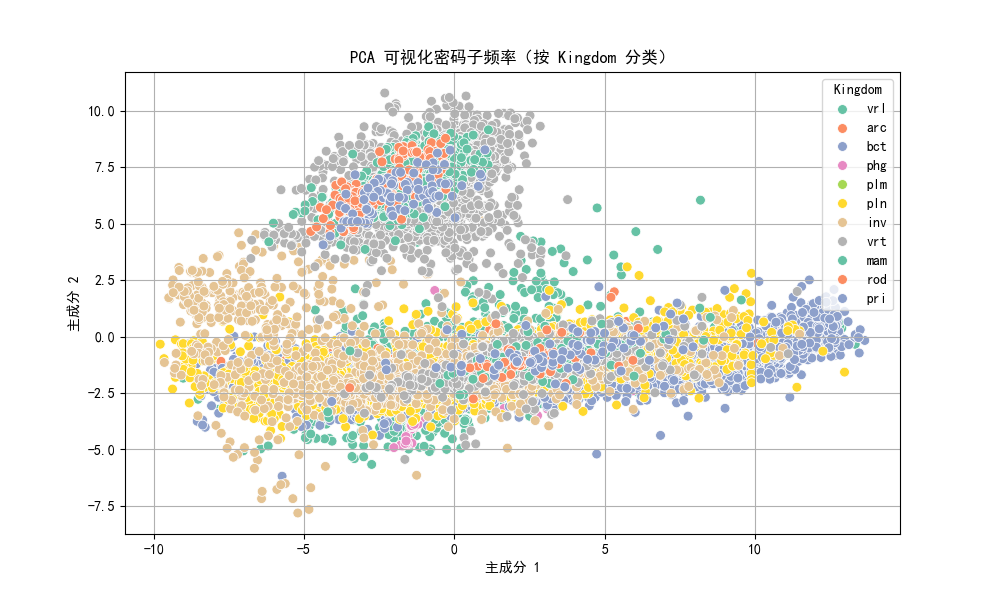 PCA 可视化密码子频率（按 Kingdom 分类）
10.0
7.5
5.0
2.5
0.0
−2.5
−5.0
−7.5
主成分 2
−10
−5
0
5
10
主成分 1
Kingdom
vrl
arc
bct
phg
plm
pln
inv
vrt
mam
rod
pri